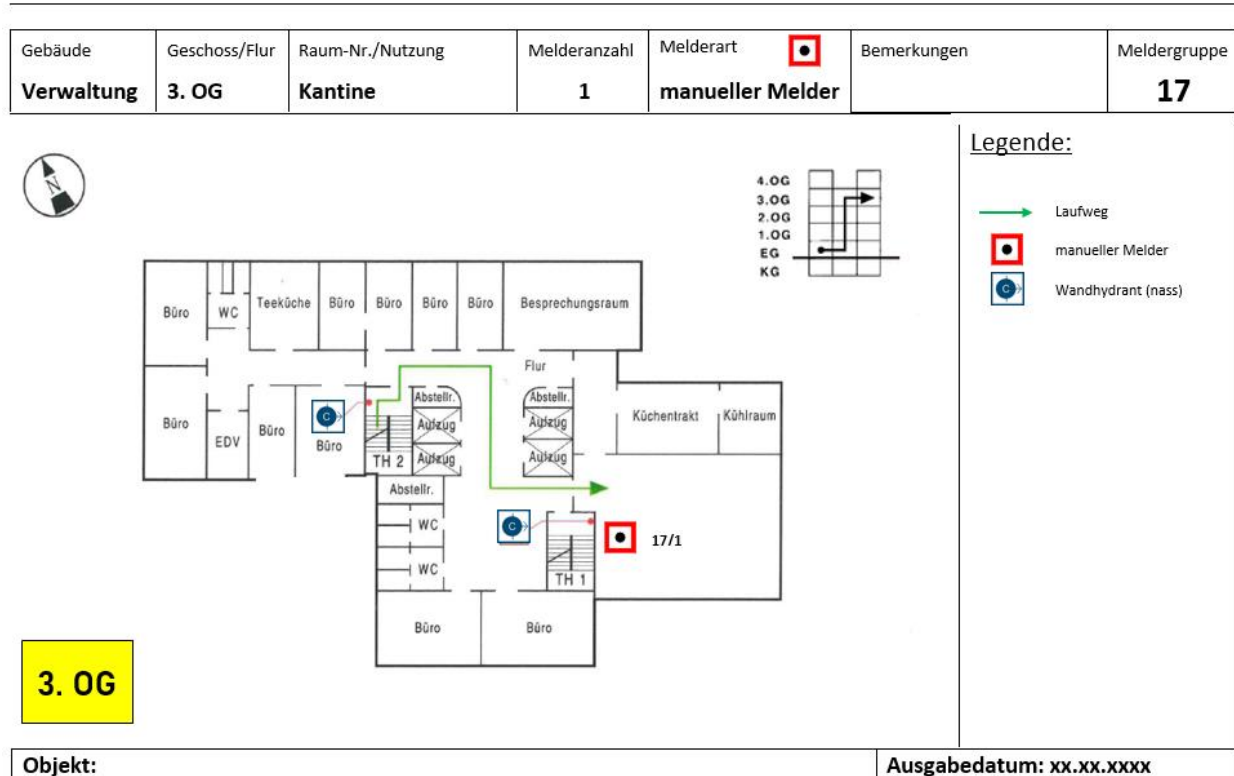 Gebäude
Verwaltung
Geschoss/Flur
3. OG
Raum-Nr./Nutzung
Kantine
Melderanzahl
1
Melderart
manueller Melder
Bemerkungen
Meldergruppe
17
N
4.OG
3.OG
2.OG
1.OG
EG
KG
Legende:
Laufweg
manueller Melder
C
Wandhydrant (nass)
Büro
WC
Teeküche
Büro
Büro
Büro
Büro
Besprechungsraum
Flur
Büro
EDV
Büro
C
Büro
TH 2
Abstellr.
Aufzug
Aufzug
Abstellr.
Aufzug
Aufzug
Küchentrakt
Kühlraum
Abstellr.
WC
WC
C
TH 1
17/1
Büro
Büro
3. OG
Objekt:
Ausgabedatum: xx.xx.xxxx